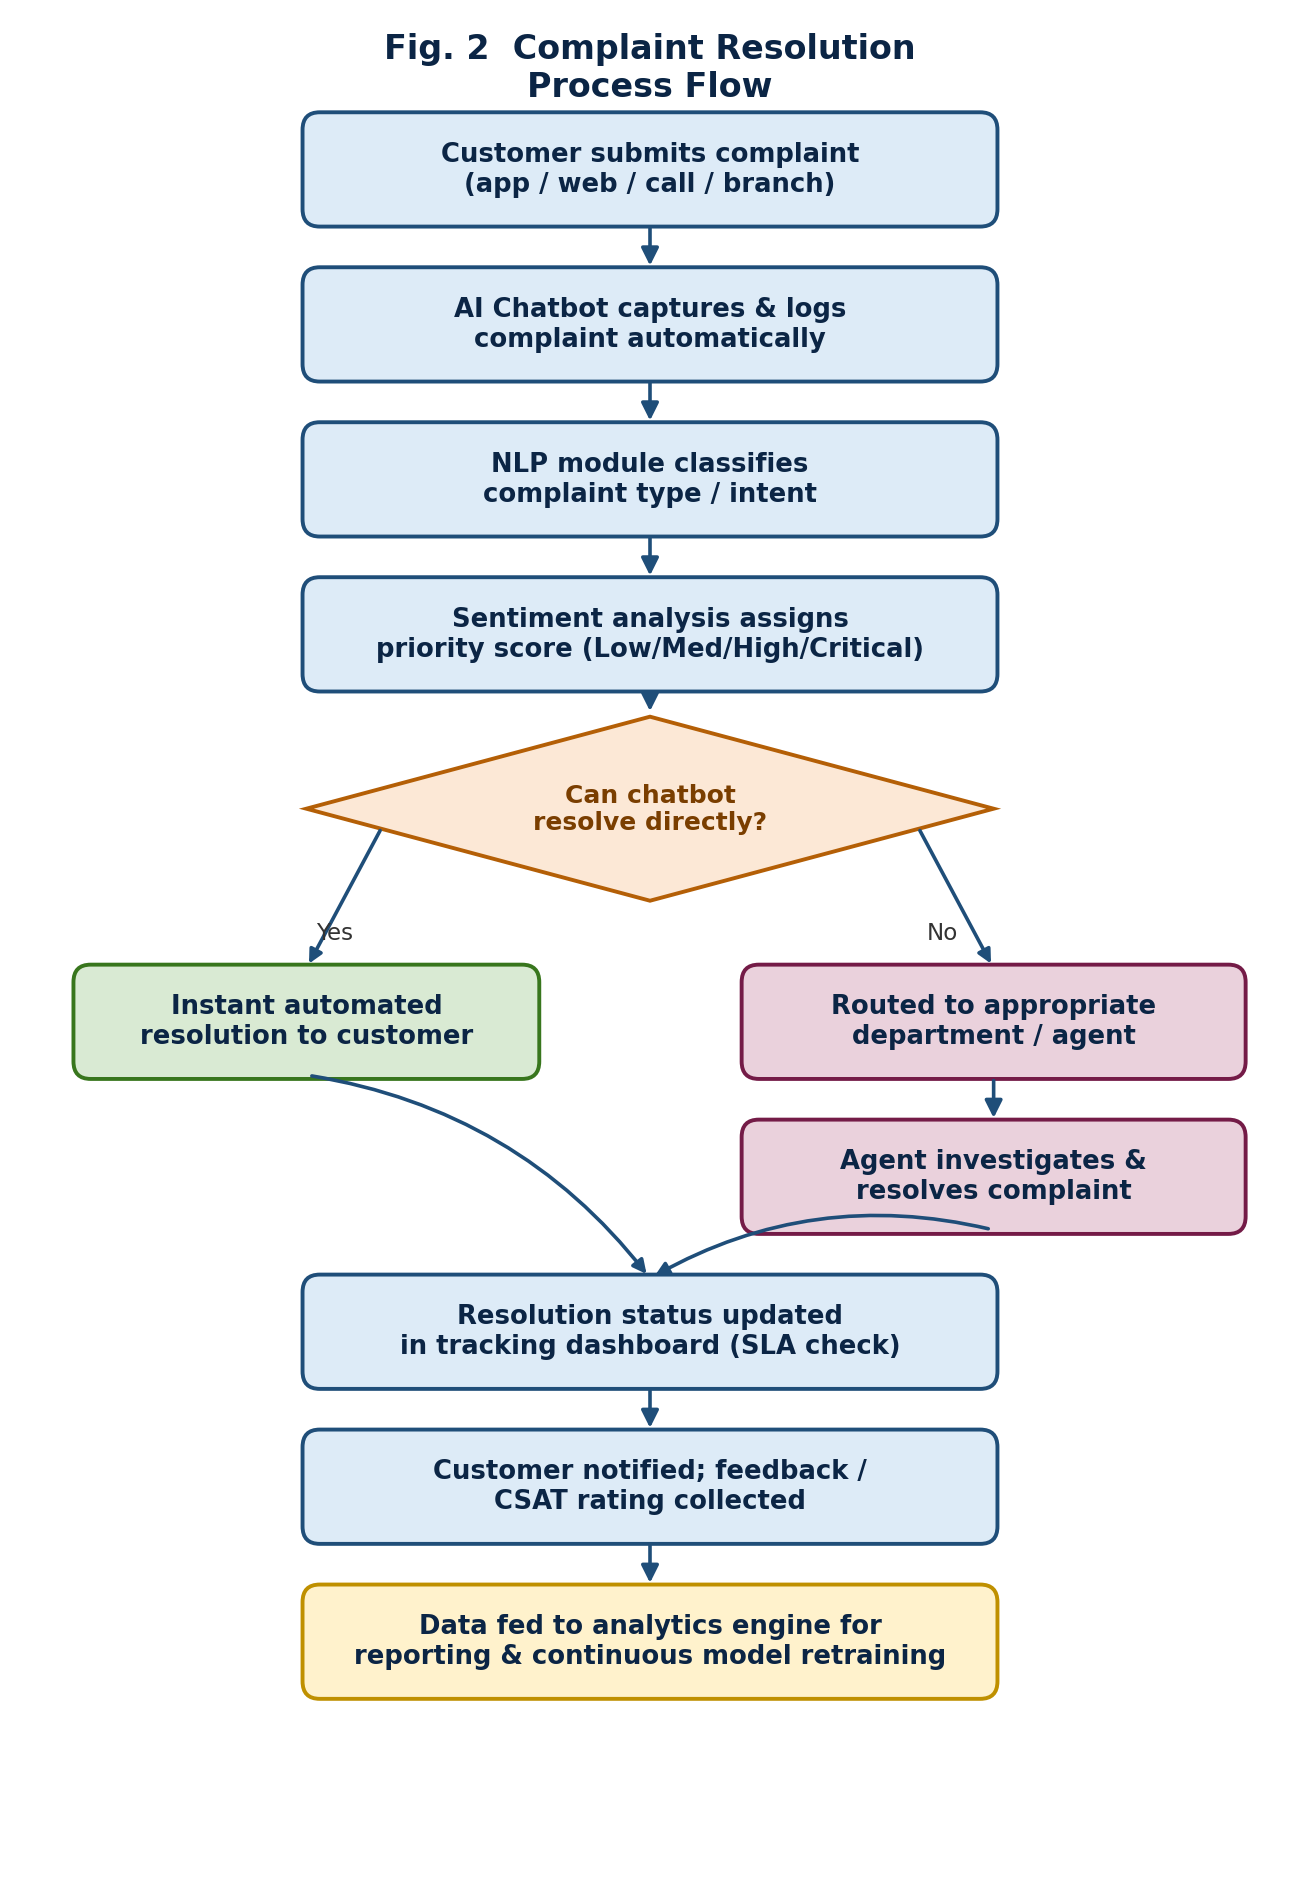 Fig. 2  Complaint Resolution
Process Flow
Customer submits complaint
(app / web / call / branch)
AI Chatbot captures & logs
complaint automatically
NLP module classifies
complaint type / intent
Sentiment analysis assigns
priority score (Low/Med/High/Critical)
Can chatbot
resolve directly?
Yes
No
Instant automated
resolution to customer
Routed to appropriate
department / agent
Agent investigates &
resolves complaint
Resolution status updated
in tracking dashboard (SLA check)
Customer notified; feedback /
CSAT rating collected
Data fed to analytics engine for
reporting & continuous model retraining